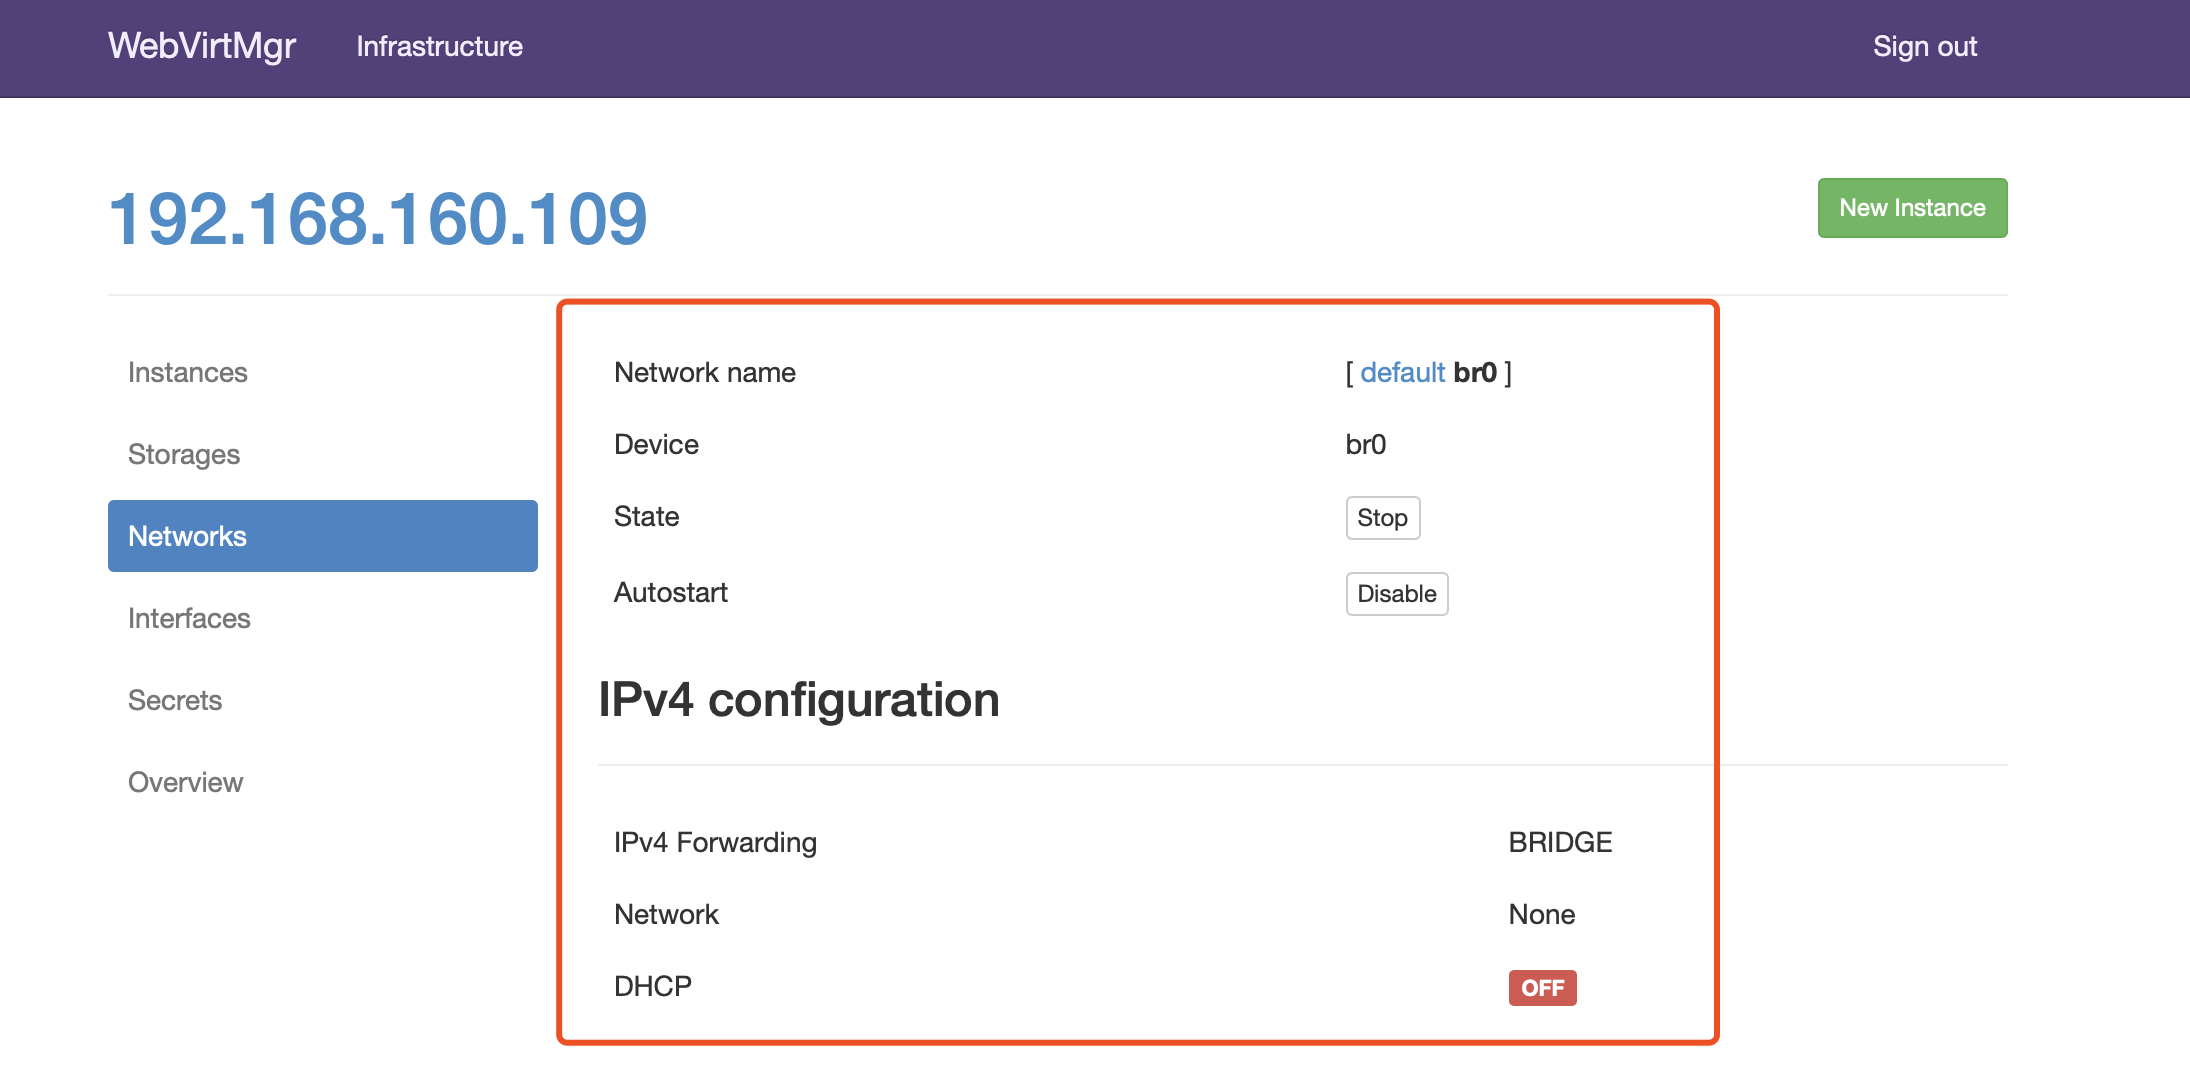 WebVirtMgr Infrastructure Sign out
192.168.160.109 New Instance
Instances
Storages
Networks
Interfaces
Secrets
Overview
Network name [ default br0 ]
Device br0
State Stop
Autostart Disable
IPv4 configuration
IPv4 Forwarding BRIDGE
Network None
DHCP OFF